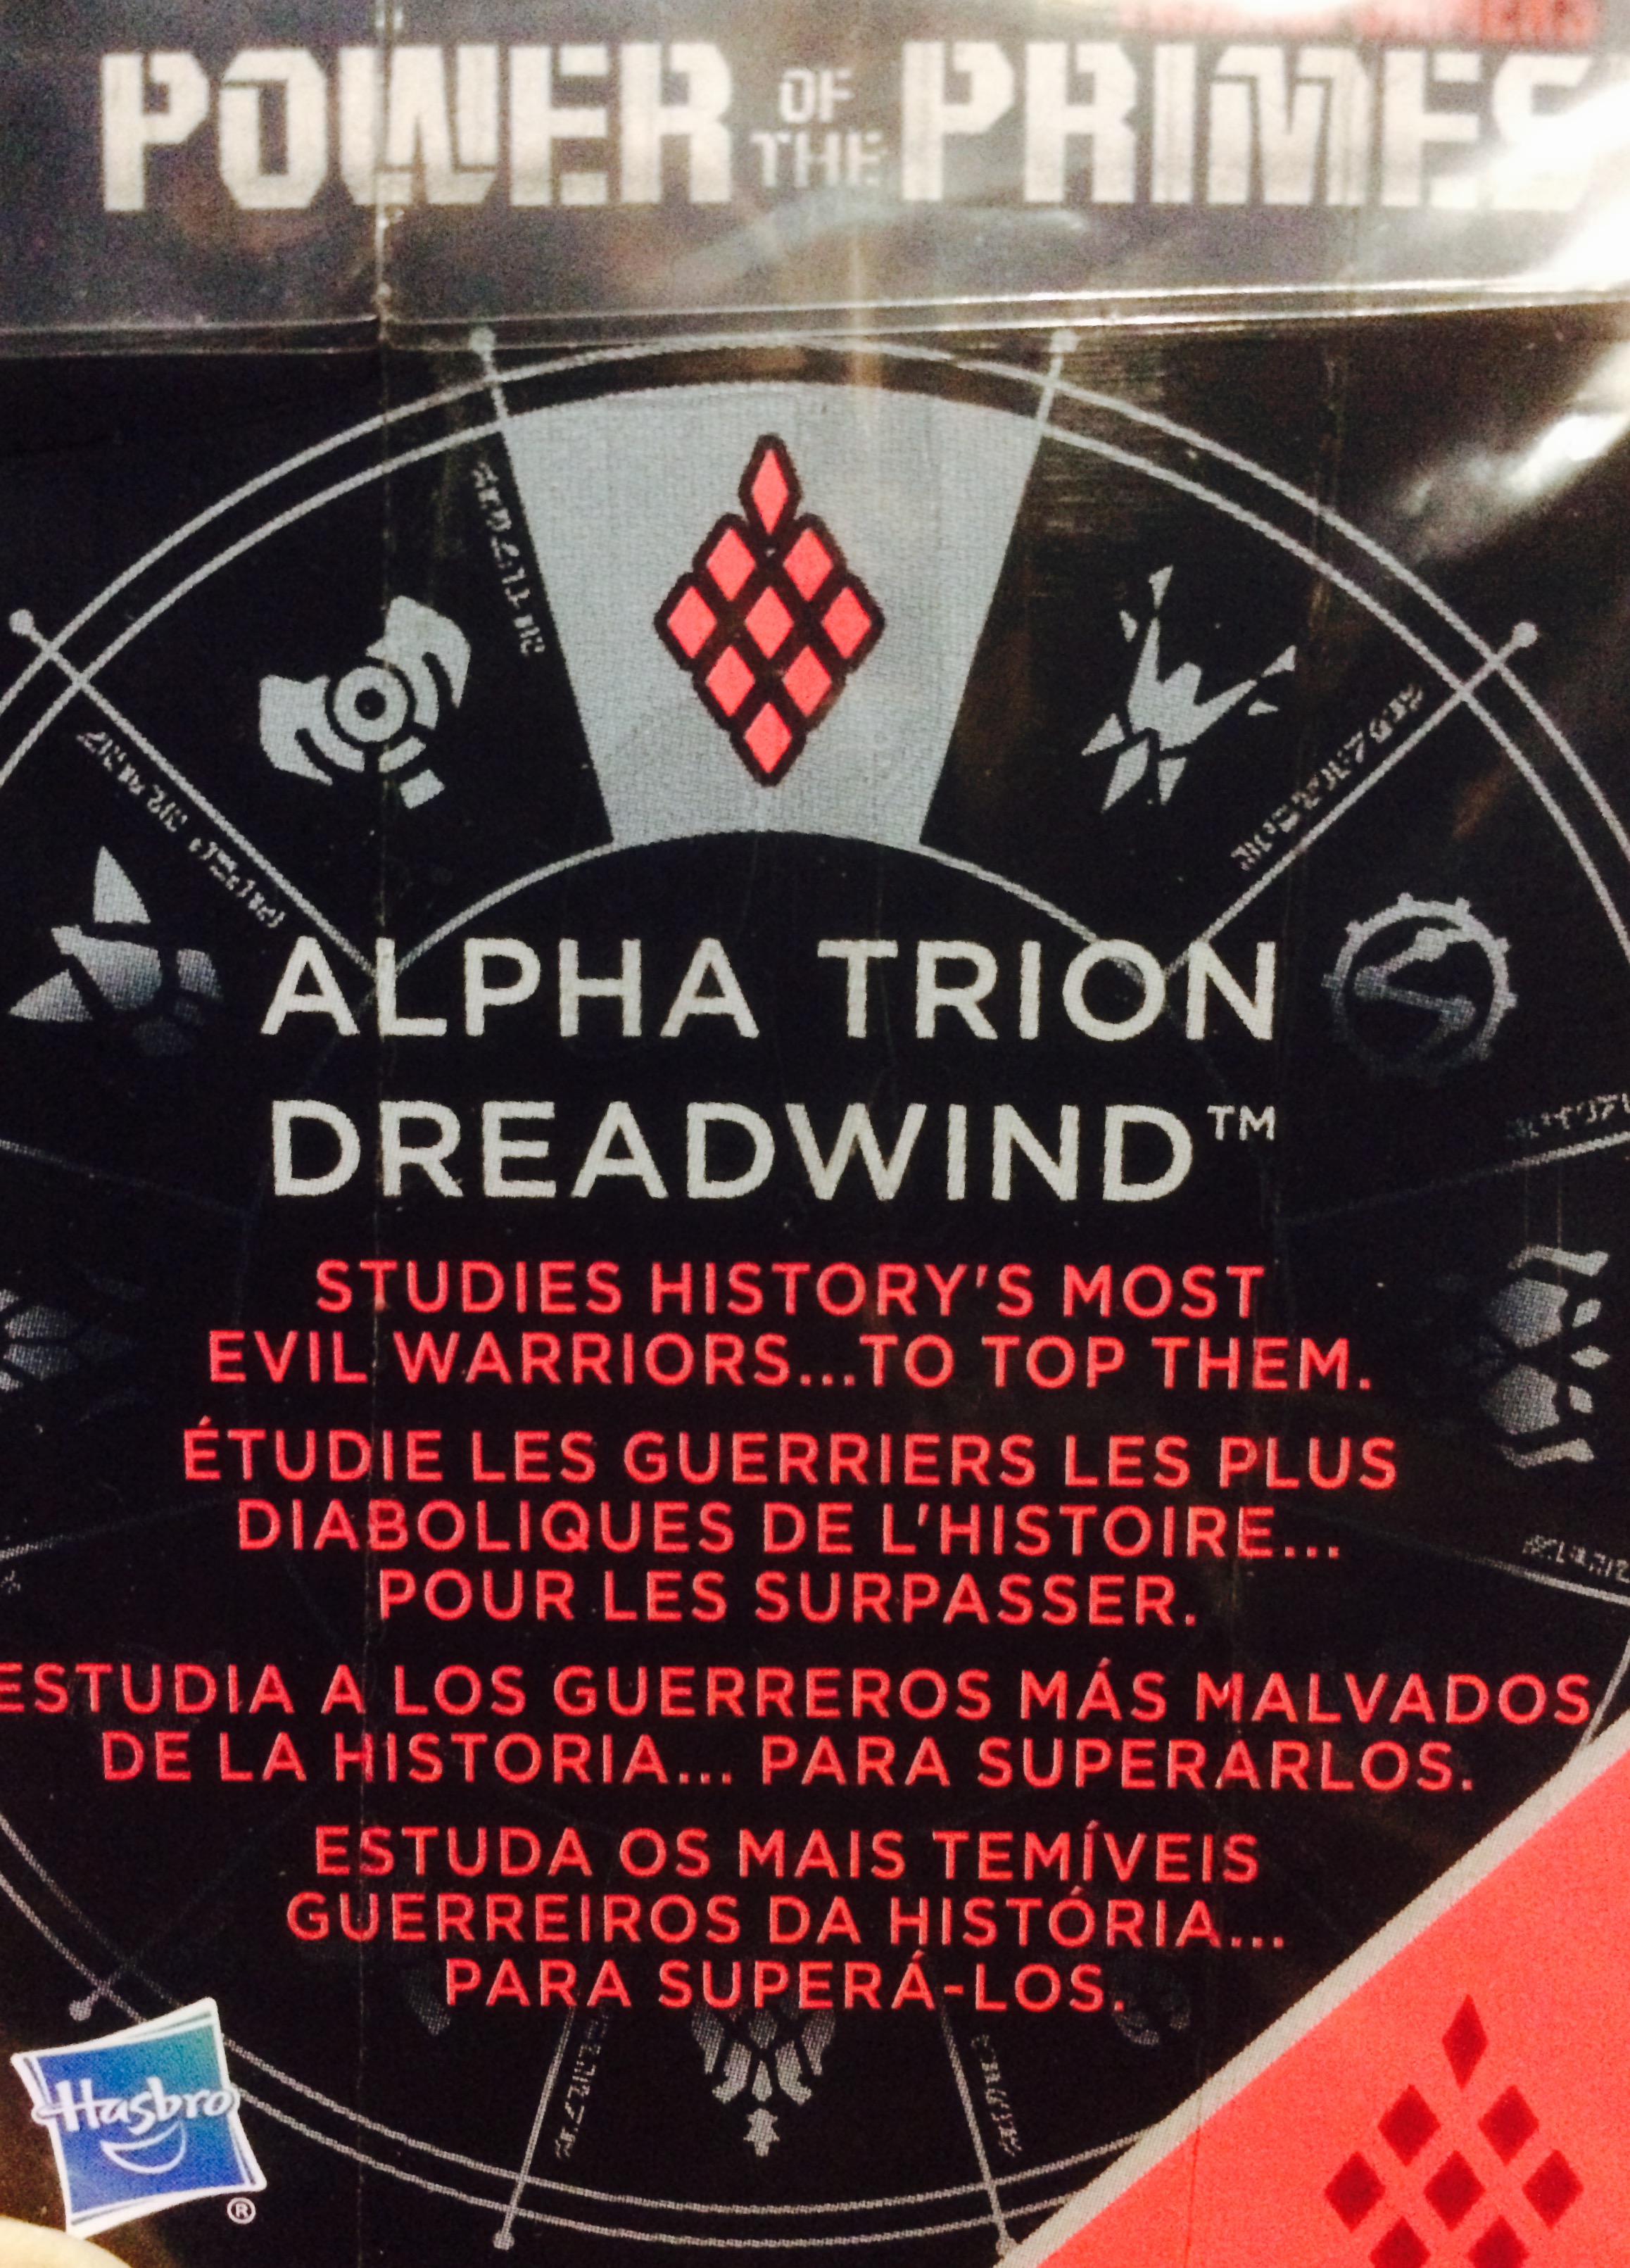 POWER OF THE PRIMES
ALPHA TRION
DREADWIND™
STUDIES HISTORY'S MOST
EVIL WARRIORS...TO TOP THEM.
ÉTUDIE LES GUERRIERS LES PLUS
DIABOLIQUES DE L'HISTOIRE...
POUR LES SURPASSER.
ESTUDIA A LOS GUERREROS MÁS MALVADOS
DE LA HISTORIA... PARA SUPERARLOS.
ESTUDA OS MAIS TEMÍVEIS
GUERREIROS DA HISTÓRIA...
PARA SUPERÁ-LOS.
Hasbro
®